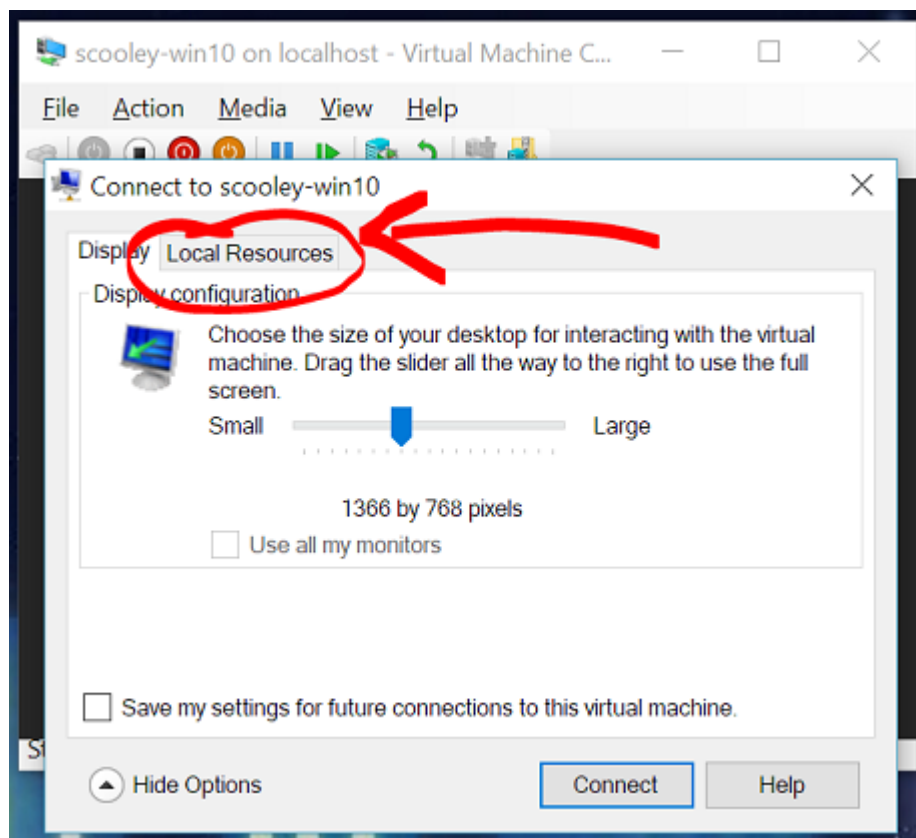 scooley-win10 on localhost - Virtual Machine C...
File Action Media View Help
Connect to scooley-win10
Display Local Resources
Display configuration
Choose the size of your desktop for interacting with the virtual
machine. Drag the slider all the way to the right to use the full
screen.
Small Large
1366 by 768 pixels
Use all my monitors
Save my settings for future connections to this virtual machine.
Hide Options Connect Help